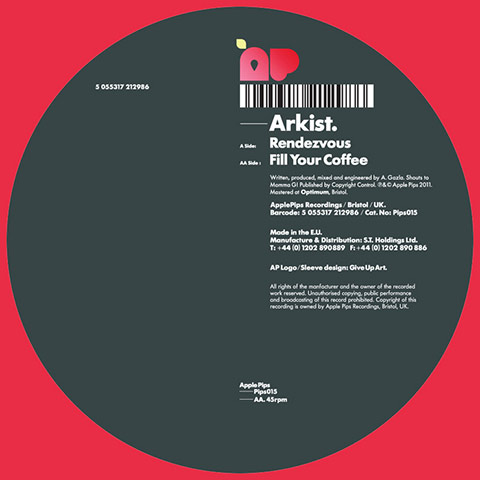 AP
5 055317 212986
Arkist.
A Side: Rendezvous
AA Side : Fill Your Coffee
Written, produced, mixed and engineered by A. Gazla. Shouts to
Mamma G! Published by Copyright Control. ℗&© Apple Pips 2011.
Mastered at Optimum, Bristol.
ApplePips Recordings / Bristol / UK.
Barcode: 5 055317 212986 / Cat. No: Pips015
Made in the E.U.
Manufacture & Distribution: S.T. Holdings Ltd.
T: +44 (0) 1202 890889 F: +44 (0) 1202 890 886
AP Logo / Sleeve design: Give Up Art.
All rights of the manfacturer and the owner of the recorded
work reserved. Unauthorised copying, public performance
and broadcasting of this record prohibited. Copyright of this
recording is owned by Apple Pips Recordings, Bristol, UK.
Apple Pips
Pips015
AA. 45rpm